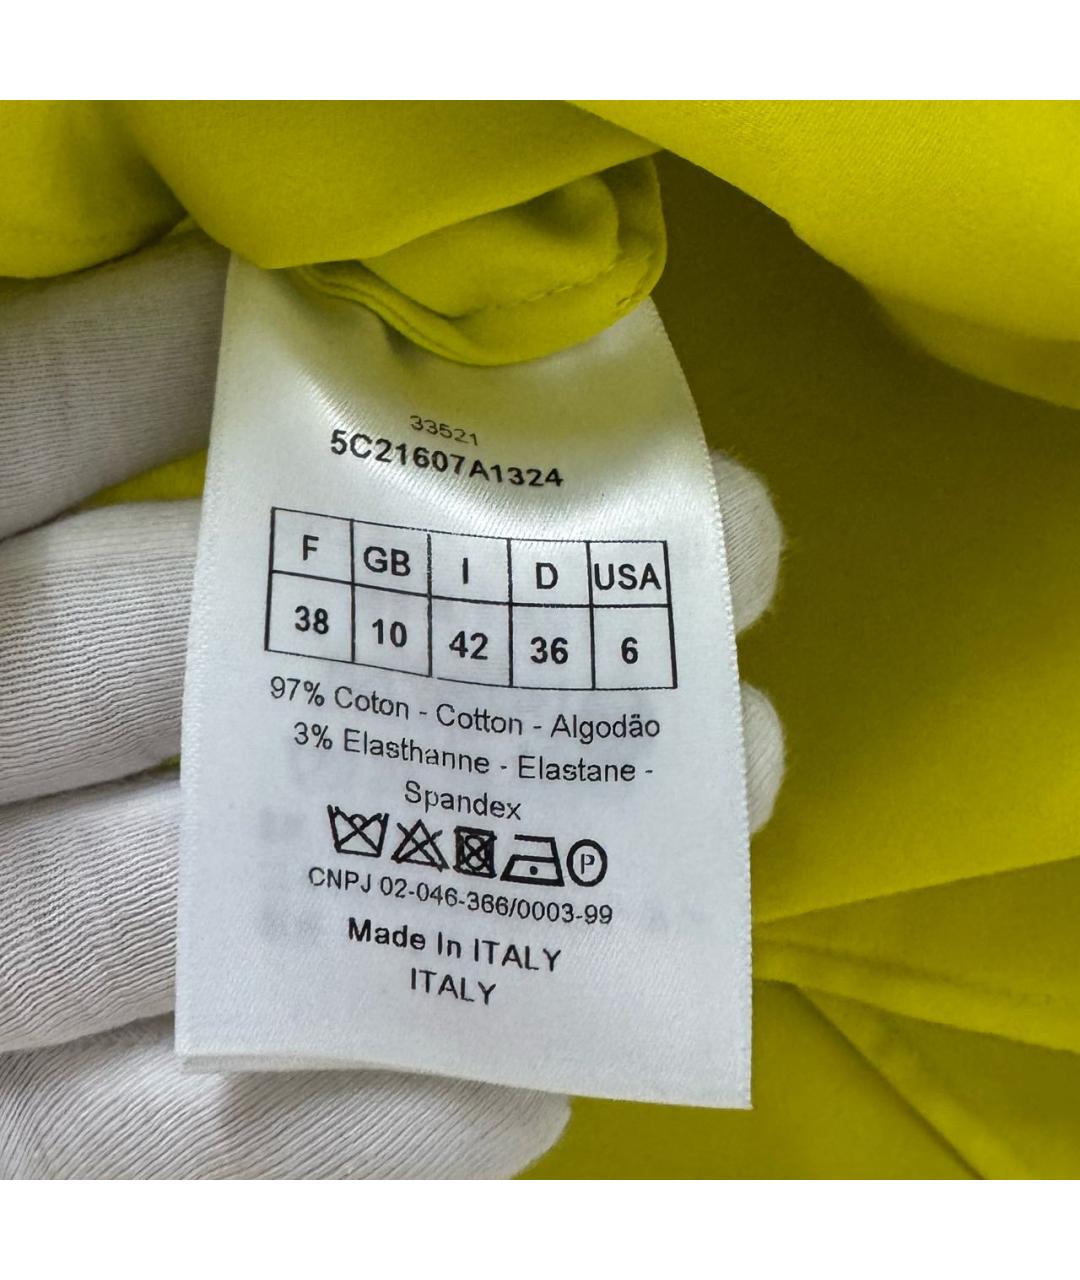 33521
5C21607A1324
F GB I D USA
38 10 42 36 6
97% Coton - Cotton - Algodão
3% Elasthanne - Elastane -
Spandex
P
CNPJ 02-046-366/0003-99
Made In ITALY
ITALY